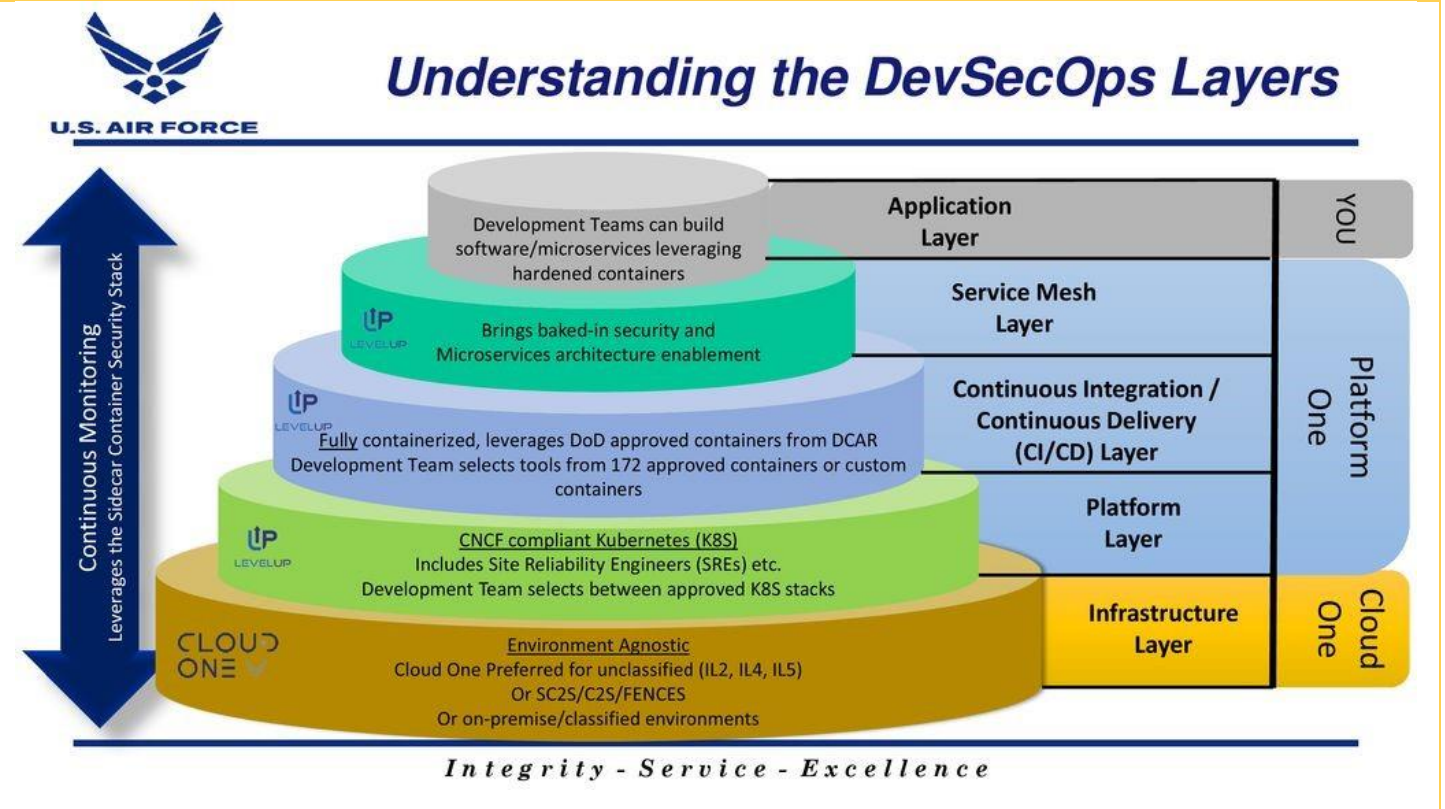 U.S. AIR FORCE
Understanding the DevSecOps Layers
Continuous Monitoring
Leverages the Sidecar Container Security Stack
Development Teams can build
software/microservices leveraging
hardened containers
Application
Layer
YOU
UP
LEVELUP
Brings baked-in security and
Microservices architecture enablement
Service Mesh
Layer
UP
LEVELUP
Fully containerized, leverages DoD approved containers from DCAR
Development Team selects tools from 172 approved containers or custom
containers
Continuous Integration /
Continuous Delivery
(CI/CD) Layer
Platform
One
UP
LEVELUP
CNCF compliant Kubernetes (K8S)
Includes Site Reliability Engineers (SREs) etc.
Development Team selects between approved K8S stacks
Platform
Layer
CLOUD
ONE
Environment Agnostic
Cloud One Preferred for unclassified (IL2, IL4, IL5)
Or SC2S/C2S/FENCES
Or on-premise/classified environments
Infrastructure
Layer
Cloud
One
Integrity - Service - Excellence